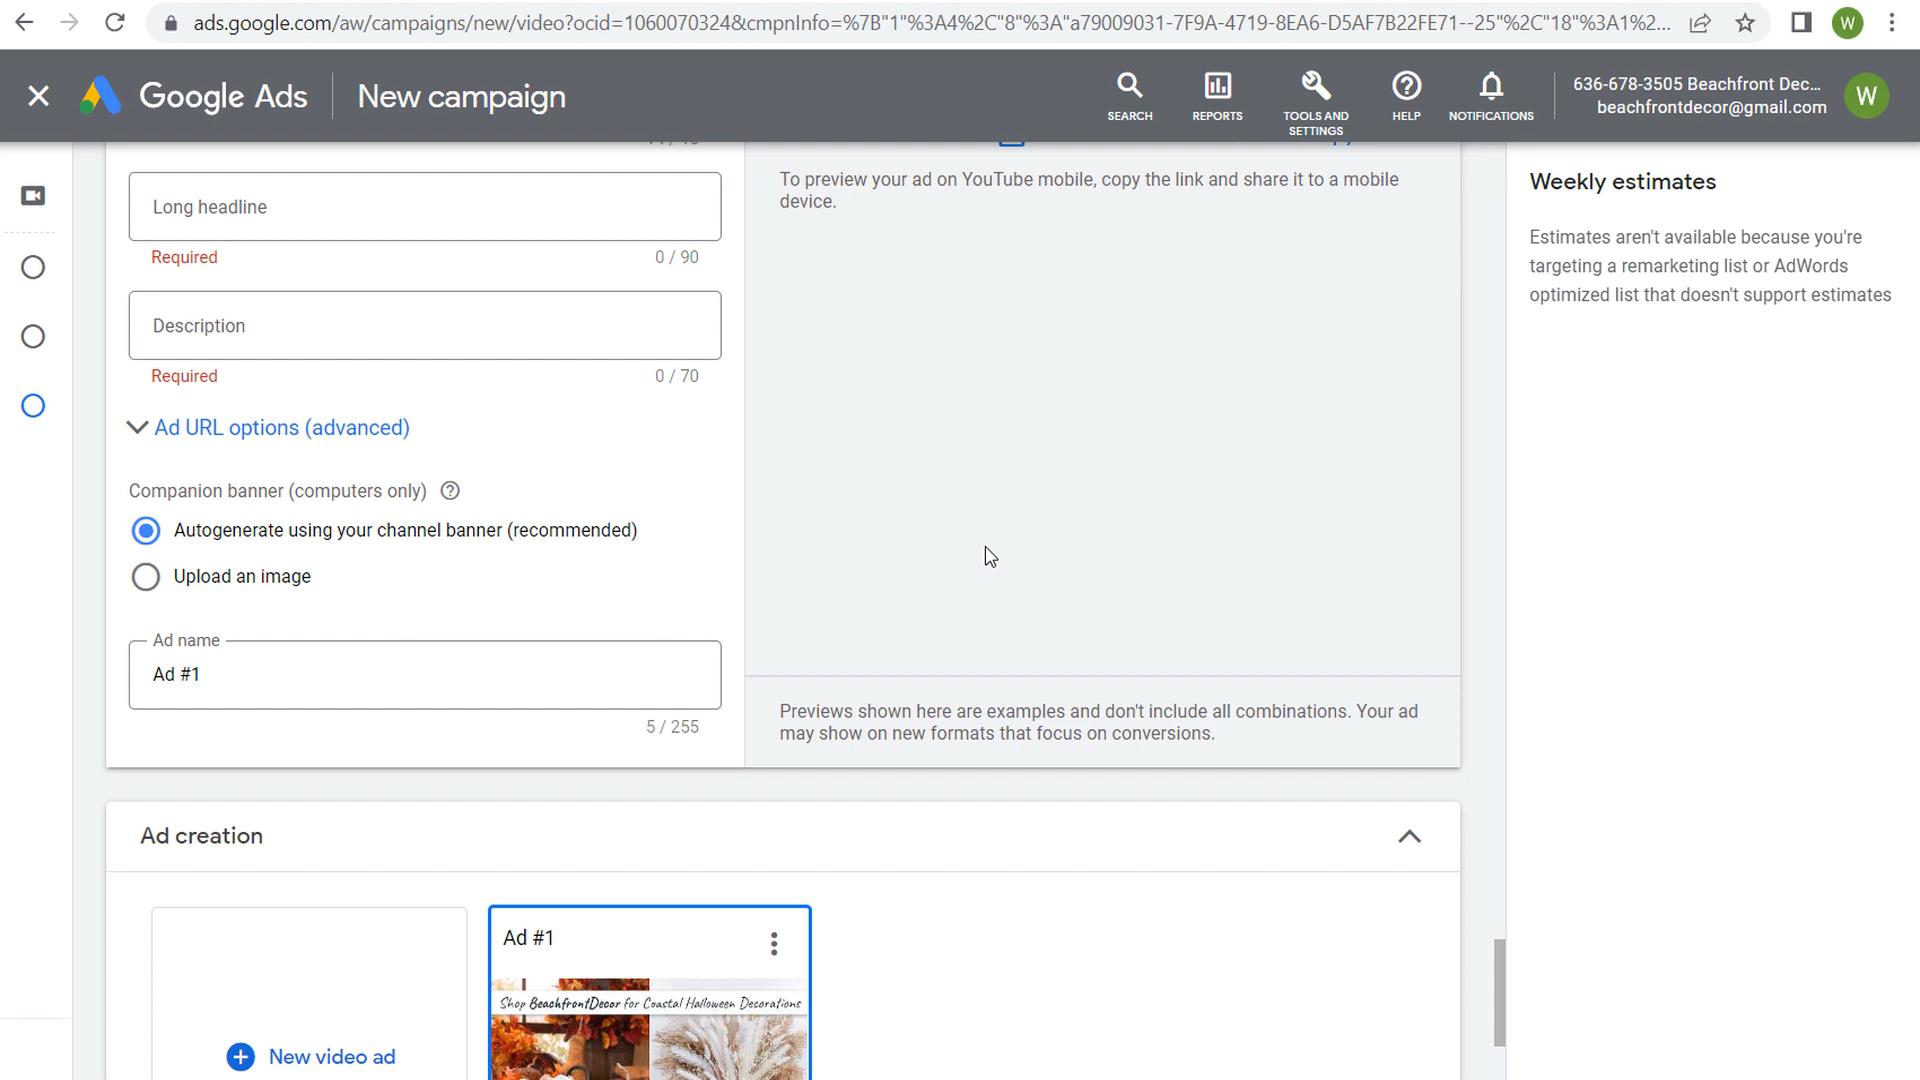 ads.google.com/aw/campaigns/new/video?ocid=1060070324&cmpnInfo=%7B"1"%3A4%2C"8"%3A"a79009031-7F9A-4719-8EA6-D5AF7B22FE71--25"%2C"18"%3A1%2...
W
Google Ads
New campaign
SEARCH
REPORTS
TOOLS AND
SETTINGS
HELP
NOTIFICATIONS
636-678-3505 Beachfront Dec...
beachfrontdecor@gmail.com
W
Long headline
Required
0 / 90
Description
Required
0 / 70
Ad URL options (advanced)
Companion banner (computers only)
Autogenerate using your channel banner (recommended)
Upload an image
Ad name
Ad #1
5 / 255
To preview your ad on YouTube mobile, copy the link and share it to a mobile
device.
Previews shown here are examples and don't include all combinations. Your ad
may show on new formats that focus on conversions.
Weekly estimates
Estimates aren't available because you're
targeting a remarketing list or AdWords
optimized list that doesn't support estimates
Ad creation
New video ad
Ad #1
Shop BeachfrontDecor for Coastal Halloween Decorations